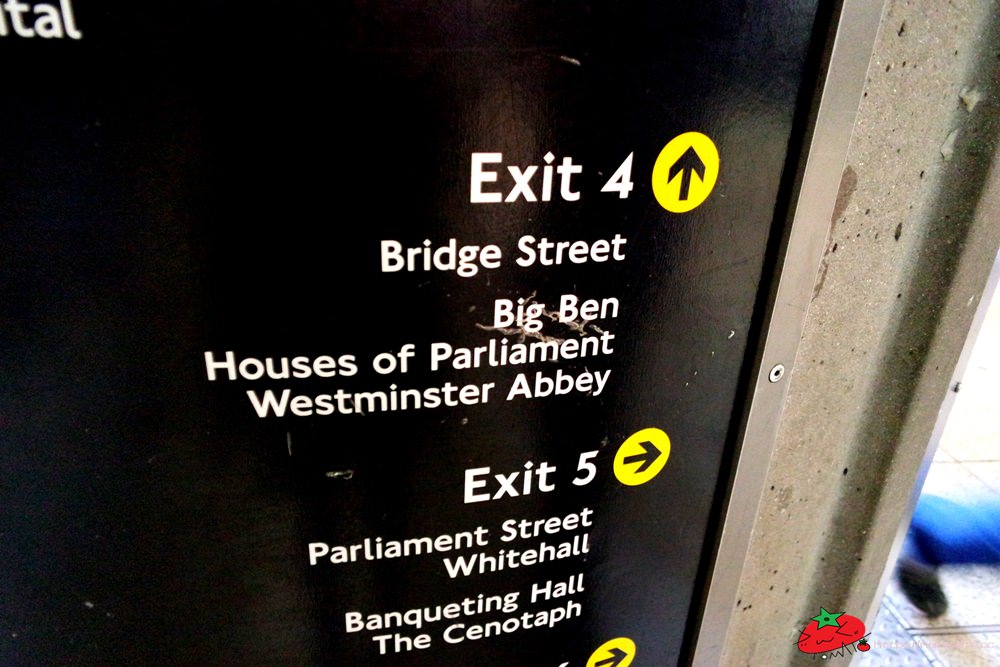 Exit 4
Bridge Street
Big Ben
Houses of Parliament
Westminster Abbey
Exit 5
Parliament Street
Whitehall
Banqueting Hall
The Cenotaph